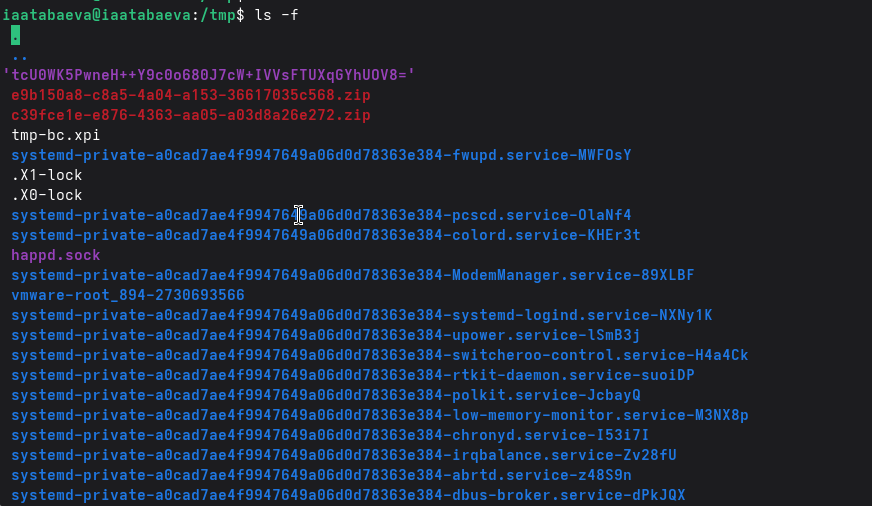 iaatabaeva@iaatabaeva:/tmp$ ls -f
.
..
'tcU0WK5PwneH++Y9c0o680J7cW+IVVsFTUXqGYhUOV8='
e9b150a8-c8a5-4a04-a153-36617035c568.zip
c39fce1e-e876-4363-aa05-a03d8a26e272.zip
tmp-bc.xpi
systemd-private-a0cad7ae4f9947649a06d0d78363e384-fwupd.service-MWFOsY
.X1-lock
.X0-lock
systemd-private-a0cad7ae4f9947649a06d0d78363e384-pcscd.service-OlaNf4
systemd-private-a0cad7ae4f9947649a06d0d78363e384-colord.service-KHEr3t
happd.sock
systemd-private-a0cad7ae4f9947649a06d0d78363e384-ModemManager.service-89XLBF
vmware-root_894-2730693566
systemd-private-a0cad7ae4f9947649a06d0d78363e384-systemd-logind.service-NXNy1K
systemd-private-a0cad7ae4f9947649a06d0d78363e384-upower.service-lSmB3j
systemd-private-a0cad7ae4f9947649a06d0d78363e384-switcheroo-control.service-H4a4Ck
systemd-private-a0cad7ae4f9947649a06d0d78363e384-rtkit-daemon.service-suoiDP
systemd-private-a0cad7ae4f9947649a06d0d78363e384-polkit.service-JcbayQ
systemd-private-a0cad7ae4f9947649a06d0d78363e384-low-memory-monitor.service-M3NX8p
systemd-private-a0cad7ae4f9947649a06d0d78363e384-chronyd.service-I53i7I
systemd-private-a0cad7ae4f9947649a06d0d78363e384-irqbalance.service-Zv28fU
systemd-private-a0cad7ae4f9947649a06d0d78363e384-abrtd.service-z48S9n
systemd-private-a0cad7ae4f9947649a06d0d78363e384-dbus-broker.service-dPkJQX